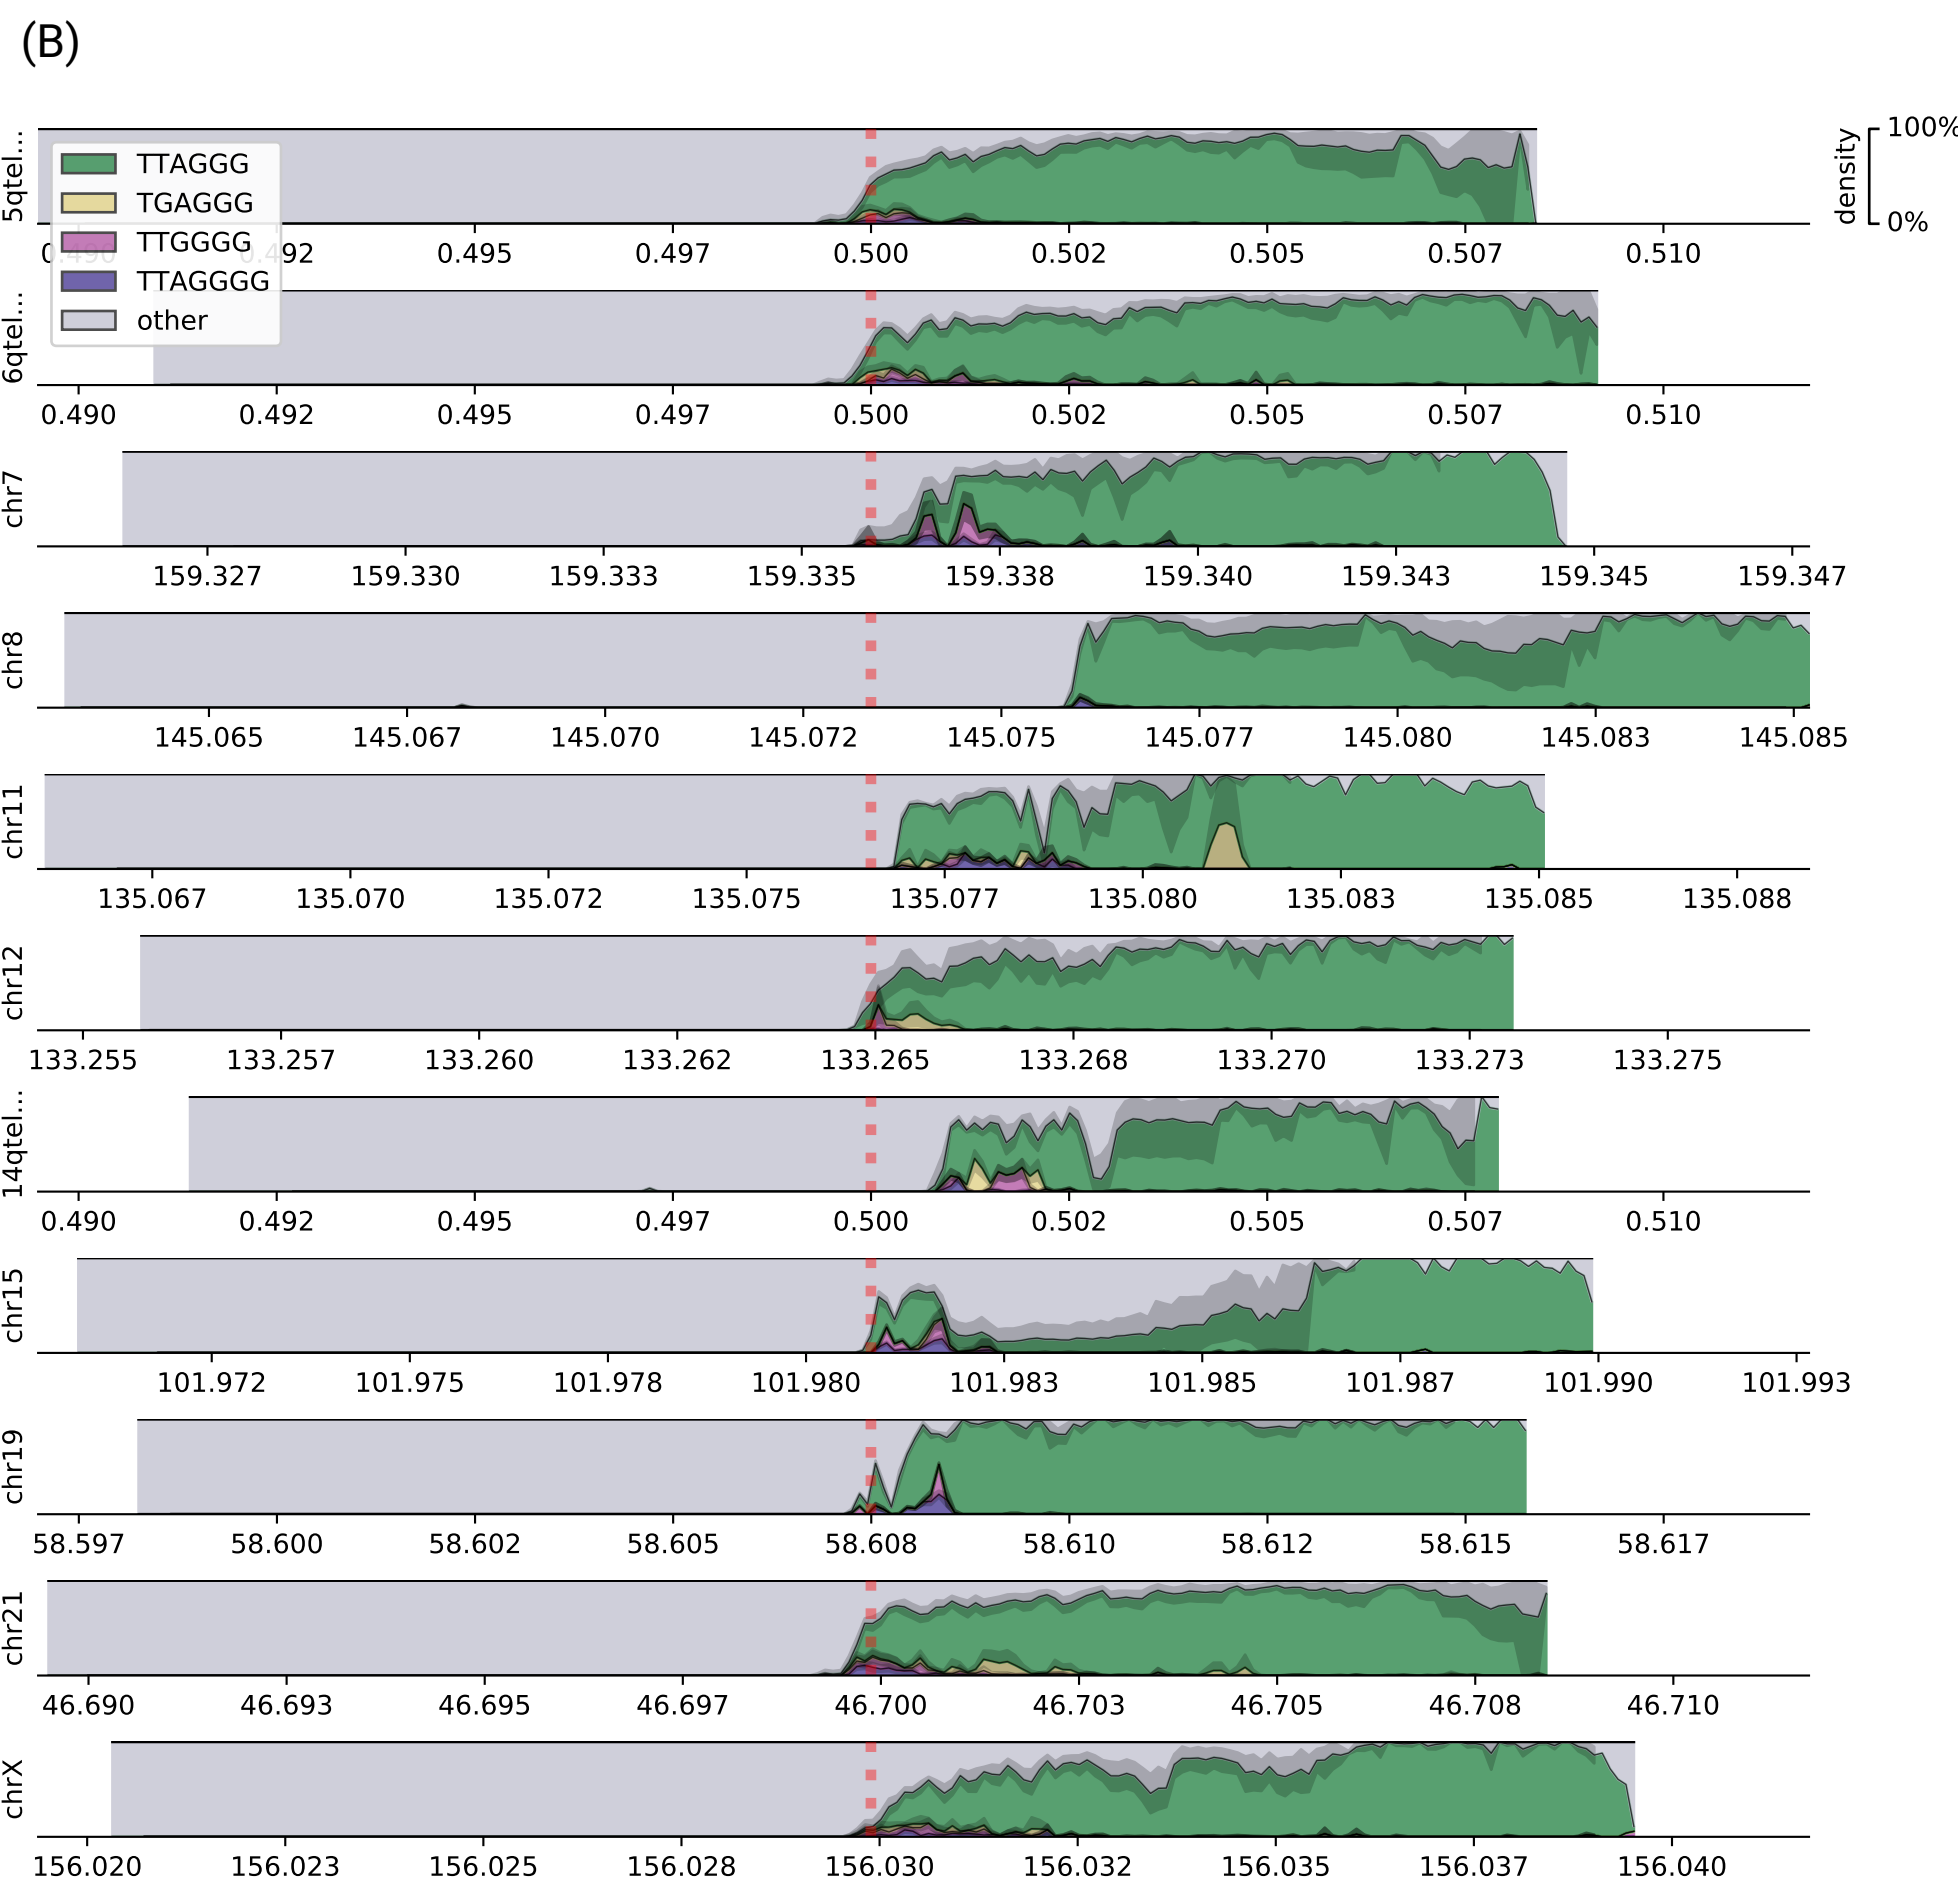 (B)
5qtel...
TTAGGG
TGAGGG
TTGGGG
TTAGGGG
other
density
100%
0%
0.490 0.492 0.495 0.497 0.500 0.502 0.505 0.507 0.510
6qtel...
0.490 0.492 0.495 0.497 0.500 0.502 0.505 0.507 0.510
chr7
159.327 159.330 159.333 159.335 159.338 159.340 159.343 159.345 159.347
chr8
145.065 145.067 145.070 145.072 145.075 145.077 145.080 145.083 145.085
chr11
135.067 135.070 135.072 135.075 135.077 135.080 135.083 135.085 135.088
chr12
133.255 133.257 133.260 133.262 133.265 133.268 133.270 133.273 133.275
14qtel...
0.490 0.492 0.495 0.497 0.500 0.502 0.505 0.507 0.510
chr15
101.972 101.975 101.978 101.980 101.983 101.985 101.987 101.990 101.993
chr19
58.597 58.600 58.602 58.605 58.608 58.610 58.612 58.615 58.617
chr21
46.690 46.693 46.695 46.697 46.700 46.703 46.705 46.708 46.710
chrX
156.020 156.023 156.025 156.028 156.030 156.032 156.035 156.037 156.040